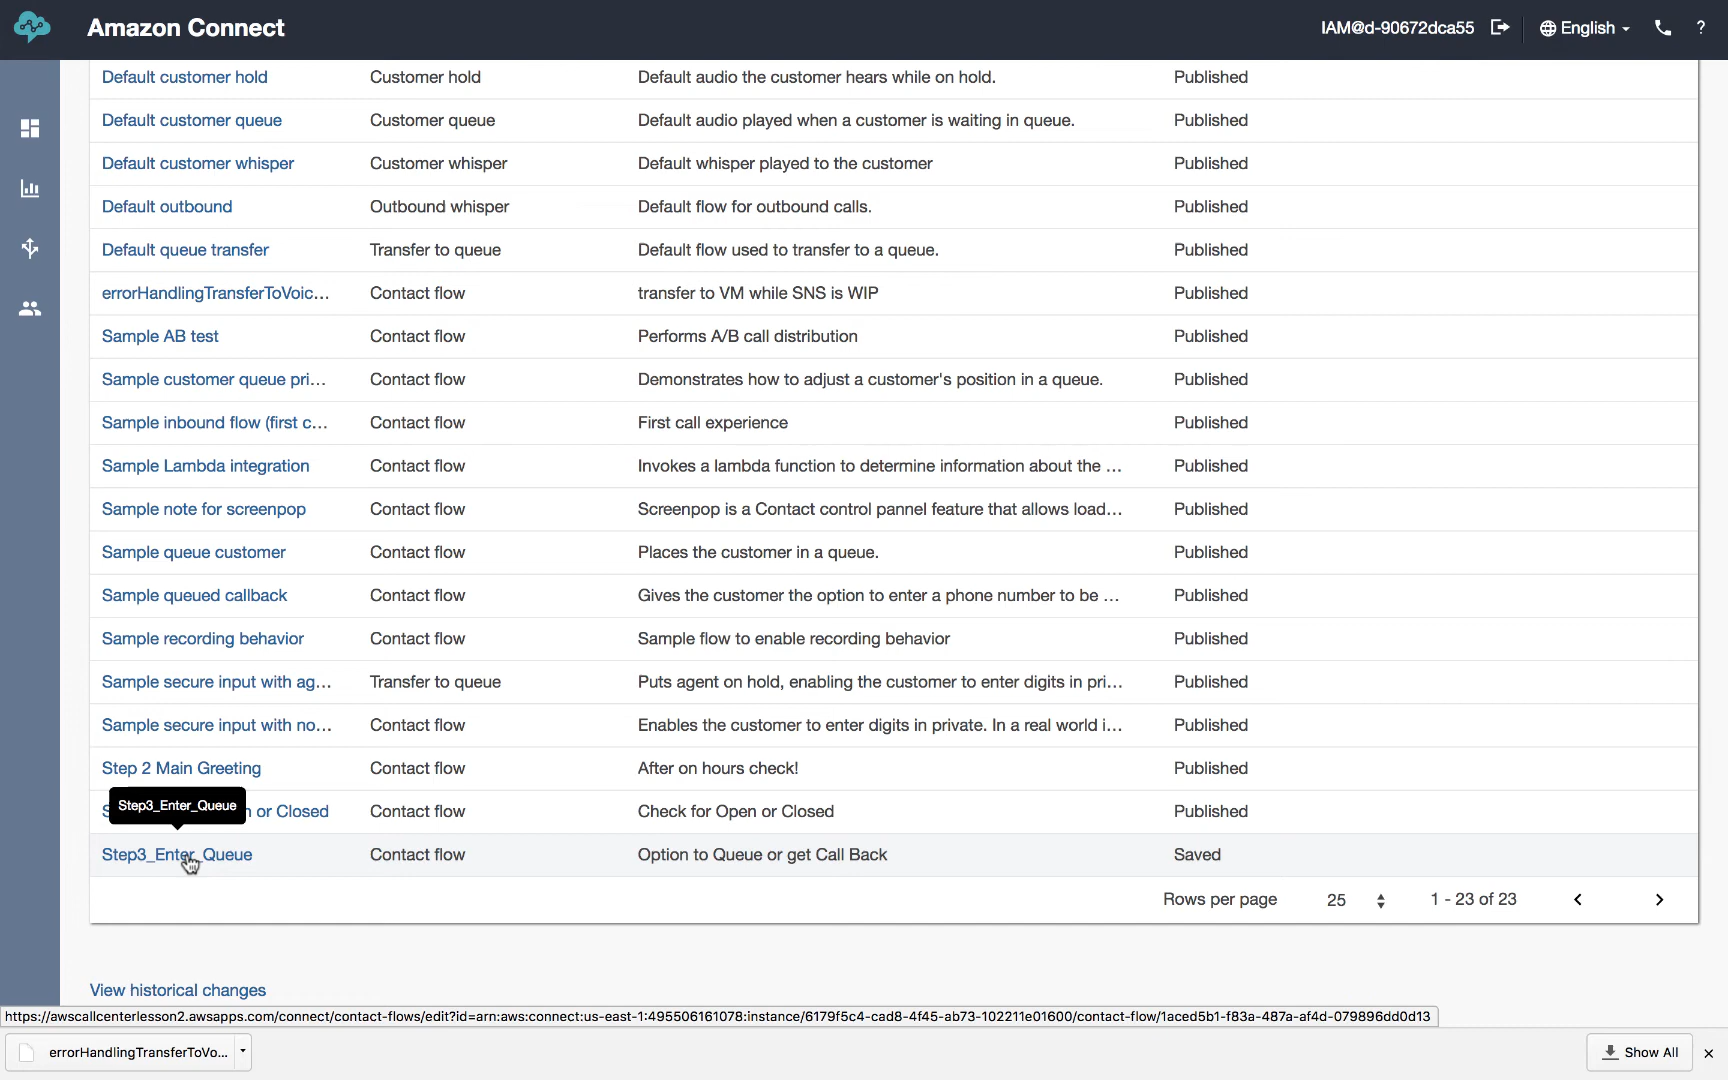 Amazon Connect
IAM@d-90672dca55
English
?
Default customer hold Customer hold Default audio the customer hears while on hold. Published
Default customer queue Customer queue Default audio played when a customer is waiting in queue. Published
Default customer whisper Customer whisper Default whisper played to the customer Published
Default outbound Outbound whisper Default flow for outbound calls. Published
Default queue transfer Transfer to queue Default flow used to transfer to a queue. Published
errorHandlingTransferToVoic... Contact flow transfer to VM while SNS is WIP Published
Sample AB test Contact flow Performs A/B call distribution Published
Sample customer queue pri... Contact flow Demonstrates how to adjust a customer's position in a queue. Published
Sample inbound flow (first c... Contact flow First call experience Published
Sample Lambda integration Contact flow Invokes a lambda function to determine information about the ... Published
Sample note for screenpop Contact flow Screenpop is a Contact control pannel feature that allows load... Published
Sample queue customer Contact flow Places the customer in a queue. Published
Sample queued callback Contact flow Gives the customer the option to enter a phone number to be ... Published
Sample recording behavior Contact flow Sample flow to enable recording behavior Published
Sample secure input with ag... Transfer to queue Puts agent on hold, enabling the customer to enter digits in pri... Published
Sample secure input with no... Contact flow Enables the customer to enter digits in private. In a real world i... Published
Step 2 Main Greeting Contact flow After on hours check! Published
Step3_Enter_Queue
or Closed Contact flow Check for Open or Closed Published
Step3_Enter_Queue Contact flow Option to Queue or get Call Back Saved
Rows per page 25 1 - 23 of 23
View historical changes
https://awscallcenterlesson2.awsapps.com/connect/contact-flows/edit?id=arn:aws:connect:us-east-1:495506161078:instance/6179f5c4-cad8-4f45-ab73-102211e01600/contact-flow/1aced5b1-f83a-487a-af4d-079896dd0d13
errorHandlingTransferToVo... Show All